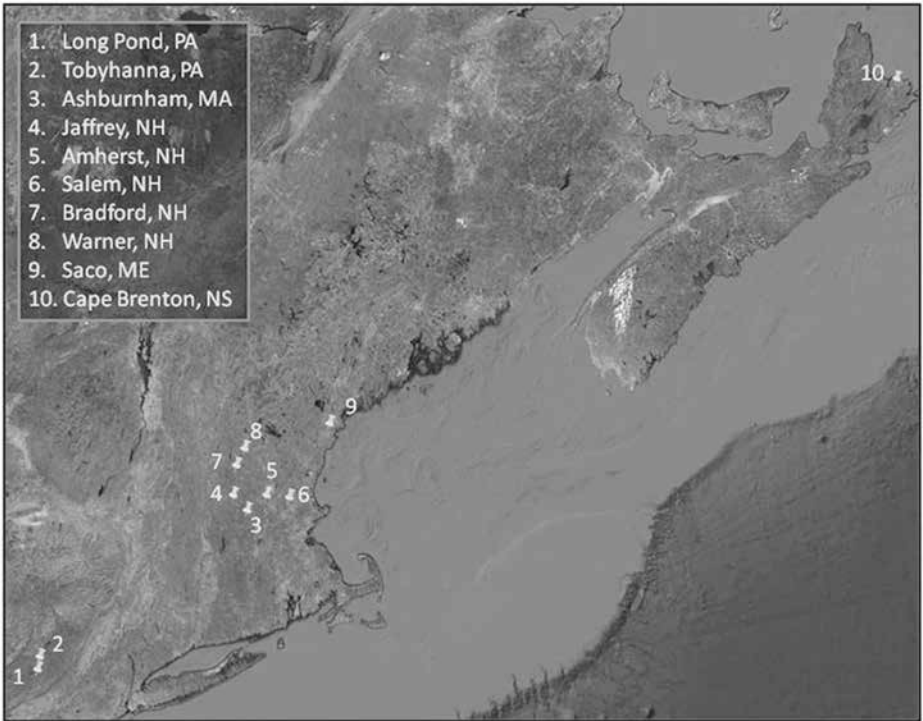 1. Long Pond, PA
2. Tobyhanna, PA
3. Ashburnham, MA
4. Jaffrey, NH
5. Amherst, NH
6. Salem, NH
7. Bradford, NH
8. Warner, NH
9. Saco, ME
10. Cape Brenton, NS
10
9
8
7
5
4
6
3
2
1